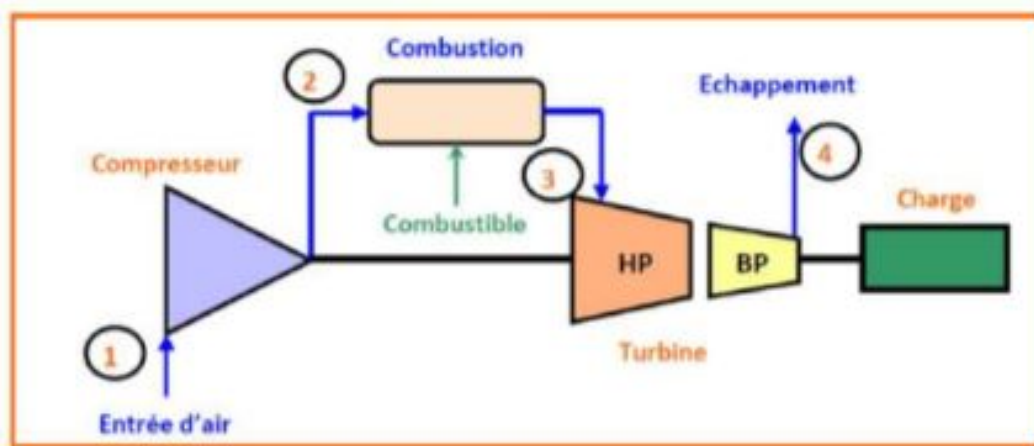 Combustion
2
Echappement
Compresseur
3
4
Combustible
Charge
HP
BP
1
Turbine
Entrée d'air